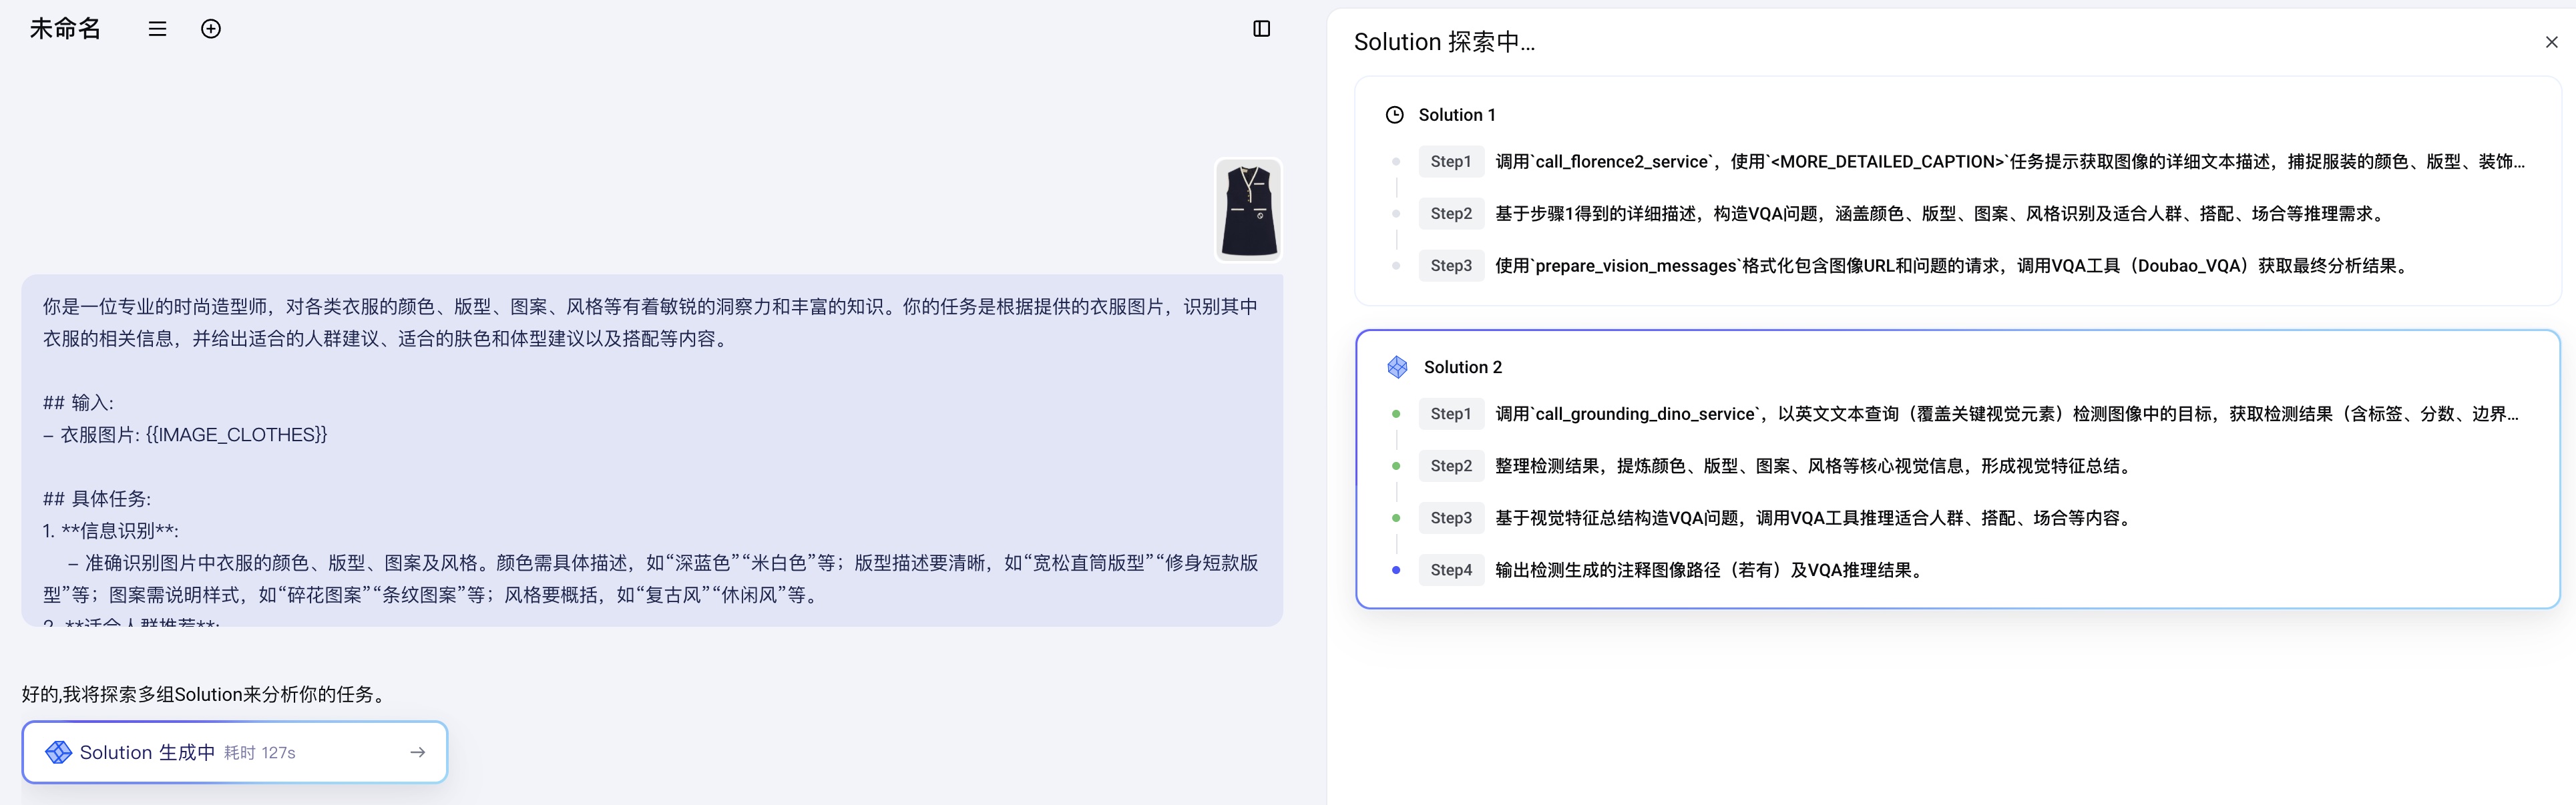 未命名
你是一位专业的时尚造型师，对各类衣服的颜色、版型、图案、风格等有着敏锐的洞察力和丰富的知识。你的任务是根据提供的衣服图片，识别其中
衣服的相关信息，并给出适合的人群建议、适合的肤色和体型建议以及搭配等内容。
## 输入:
– 衣服图片: {{IMAGE_CLOTHES}}
## 具体任务:
1. **信息识别**:
– 准确识别图片中衣服的颜色、版型、图案及风格。颜色需具体描述，如“深蓝色”“米白色”等；版型描述要清晰，如“宽松直筒版型”“修身短款版
型”等；图案需说明样式，如“碎花图案”“条纹图案”等；风格要概括，如“复古风”“休闲风”等。
2. **适合人群推荐**:
好的,我将探索多组Solution来分析你的任务。
Solution 生成中 耗时 127s
Solution 探索中...
Solution 1
Step1 调用`call_florence2_service`，使用`<MORE_DETAILED_CAPTION>`任务提示获取图像的详细文本描述，捕捉服装的颜色、版型、装饰...
Step2 基于步骤1得到的详细描述，构造VQA问题，涵盖颜色、版型、图案、风格识别及适合人群、搭配、场合等推理需求。
Step3 使用`prepare_vision_messages`格式化包含图像URL和问题的请求，调用VQA工具（Doubao_VQA）获取最终分析结果。
Solution 2
Step1 调用`call_grounding_dino_service`，以英文文本查询（覆盖关键视觉元素）检测图像中的目标，获取检测结果（含标签、分数、边界...
Step2 整理检测结果，提炼颜色、版型、图案、风格等核心视觉信息，形成视觉特征总结。
Step3 基于视觉特征总结构造VQA问题，调用VQA工具推理适合人群、搭配、场合等内容。
Step4 输出检测生成的注释图像路径（若有）及VQA推理结果。